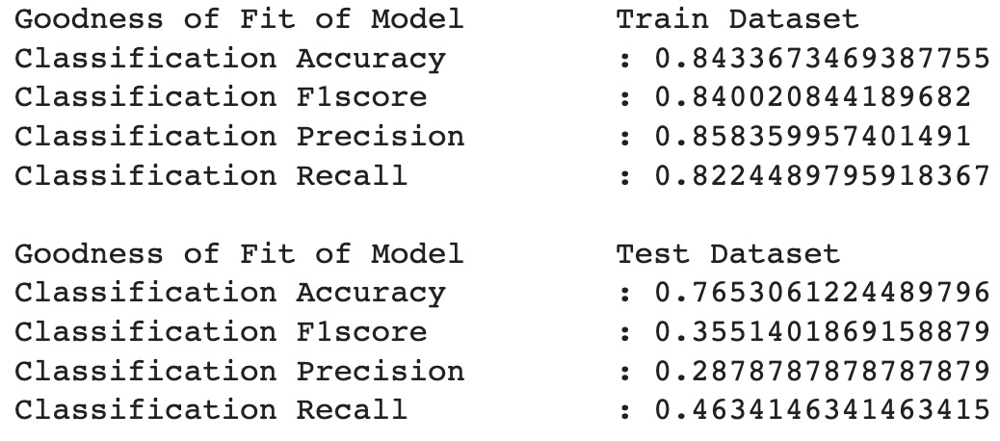 Goodness of Fit of Model Train Dataset
Classification Accuracy : 0.8433673469387755
Classification F1score : 0.840020844189682
Classification Precision : 0.858359957401491
Classification Recall : 0.8224489795918367
Goodness of Fit of Model Test Dataset
Classification Accuracy : 0.7653061224489796
Classification F1score : 0.3551401869158879
Classification Precision : 0.2878787878787879
Classification Recall : 0.4634146341463415